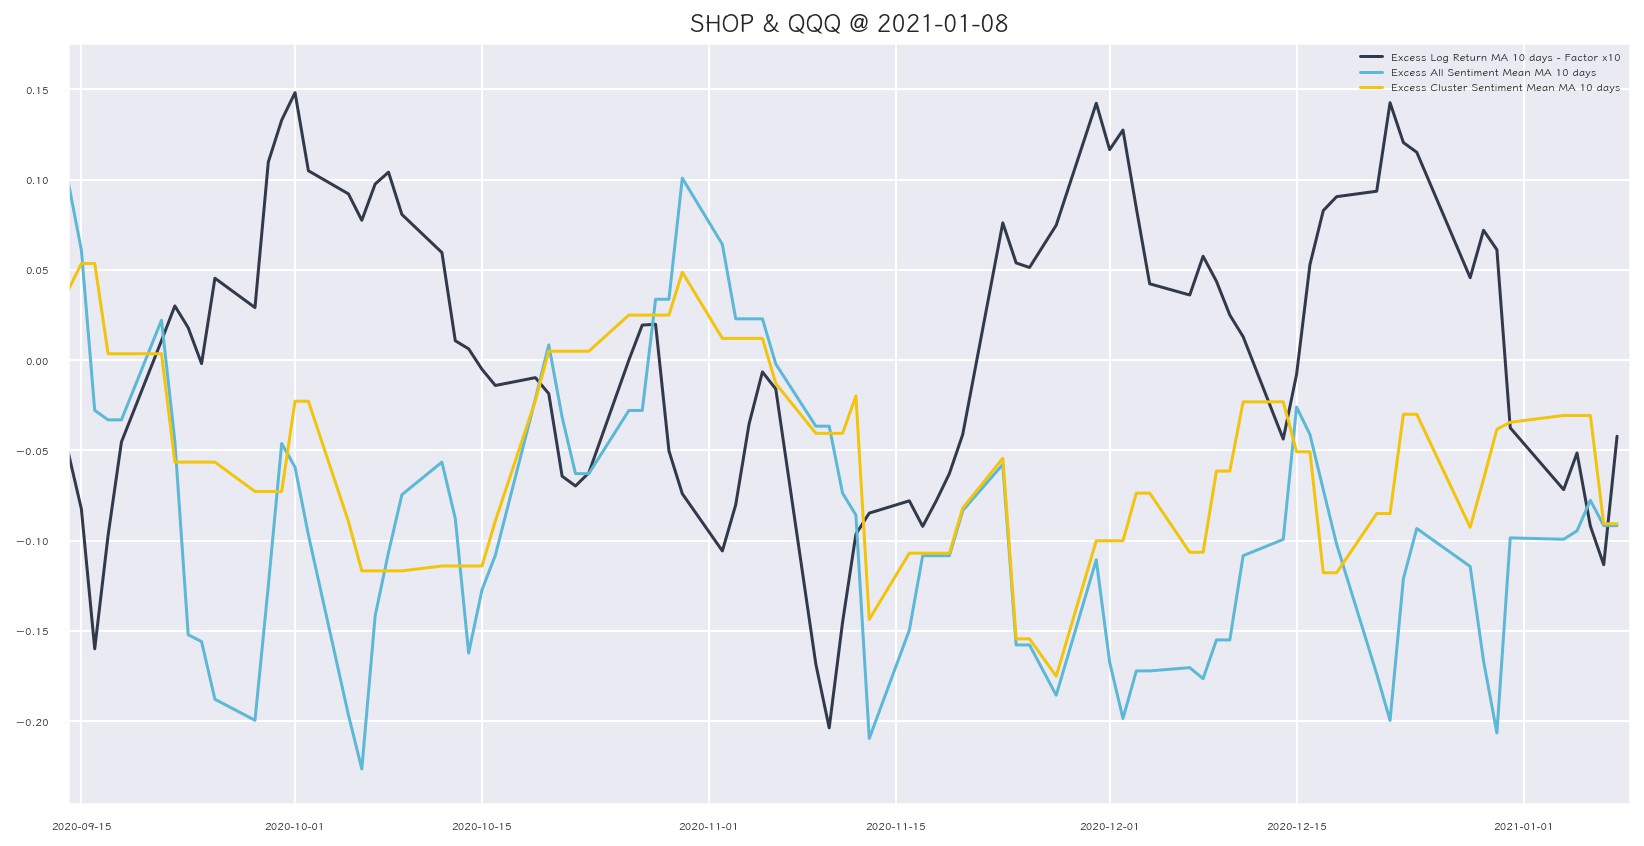 SHOP & QQQ @ 2021-01-08
Excess Log Return MA 10 days - Factor x10
Excess All Sentiment Mean MA 10 days
Excess Cluster Sentiment Mean MA 10 days
0.15
0.10
0.05
0.00
−0.05
−0.10
−0.15
−0.20
2020-09-15 2020-10-01 2020-10-15 2020-11-01 2020-11-15 2020-12-01 2020-12-15 2021-01-01